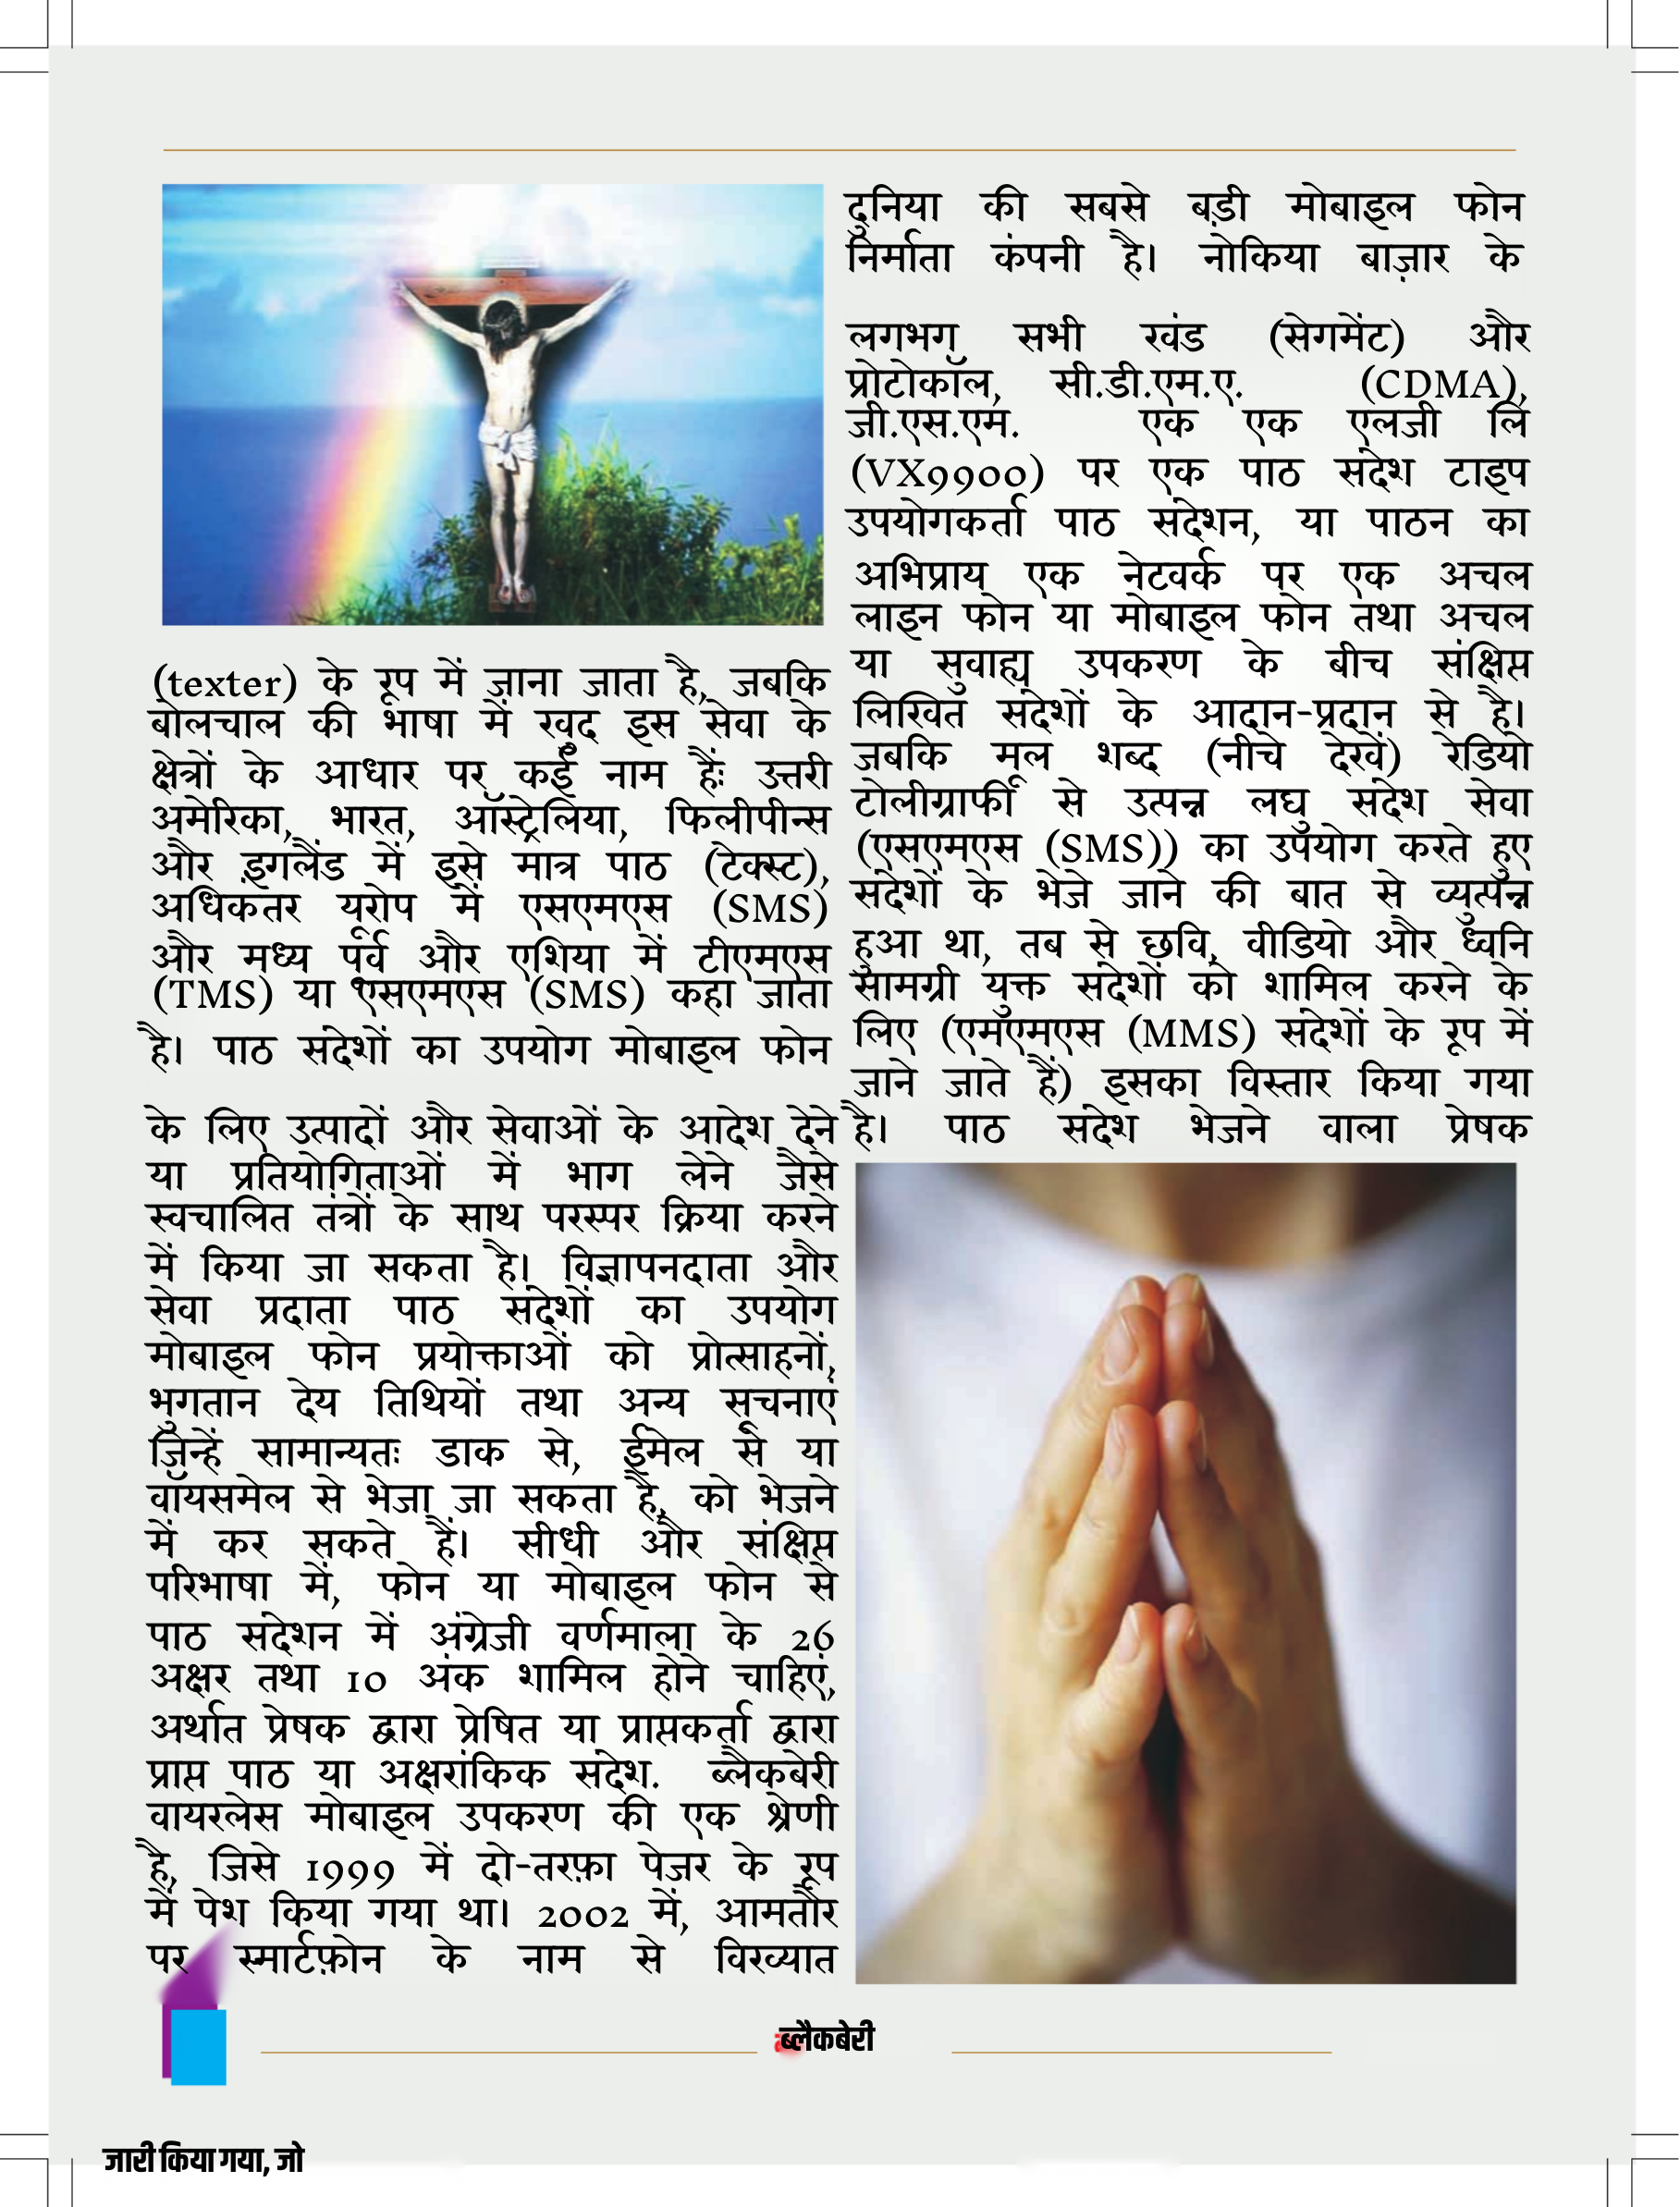 दुनिया की सबसे बड़ी मोबाइल फोन
निर्माता कंपनी है। नोकिया बाज़ार के
लगभग सभी खंड (सेगमेंट) और
प्रोटोकॉल, सी.डी.एम.ए. (CDMA),
जी.एस.एम. एक एक एलजी लि
(VX9900) पर एक पाठ संदेश टाइप
उपयोगकर्ता पाठ संदेशन, या पाठन का
अभिप्राय एक नेटवर्क पर एक अचल
लाइन फोन या मोबाइल फोन तथा अचल
या सुवाह्य उपकरण के बीच संक्षिप्त
लिखित संदेशों के आदान-प्रदान से है।
जबकि मूल शब्द (नीचे देखें) रेडियो
टोलीग्राफी से उत्पन्न लघु संदेश सेवा
(एसएमएस (SMS)) का उपयोग करते हुए
संदेशों के भेजे जाने की बात से व्युत्पन्न
हुआ था, तब से छवि, वीडियो और ध्वनि
सामग्री युक्त संदेशों को शामिल करने के
लिए (एमएमएस (MMS) संदेशों के रूप में
जाने जाते हैं) इसका विस्तार किया गया
है। पाठ संदेश भेजने वाला प्रेषक
(texter) के रूप में जाना जाता है, जबकि
बोलचाल की भाषा में खुद इस सेवा के
क्षेत्रों के आधार पर कई नाम हैंः उत्तरी
अमेरिका, भारत, ऑस्ट्रेलिया, फिलीपीन्स
और इंगलैंड में इसे मात्र पाठ (टेक्स्ट),
अधिकतर यूरोप में एसएमएस (SMS)
और मध्य पूर्व और एशिया में टीएमएस
(TMS) या एसएमएस (SMS) कहा जाता
है। पाठ संदेशों का उपयोग मोबाइल फोन
के लिए उत्पादों और सेवाओं के आदेश देने
या प्रतियोगिताओं में भाग लेने जैसे
स्वचालित तंत्रों के साथ परस्पर क्रिया करने
में किया जा सकता है। विज्ञापनदाता और
सेवा प्रदाता पाठ संदेशों का उपयोग
मोबाइल फोन प्रयोक्ताओं को प्रोत्साहनों,
भुगतान देय तिथियों तथा अन्य सूचनाएं
जिन्हें सामान्यतः डाक से, ईमेल से या
वॉयसमेल से भेजा जा सकता है, को भेजने
में कर सकते हैं। सीधी और संक्षिप्त
परिभाषा में, फोन या मोबाइल फोन से
पाठ संदेशन में अंग्रेजी वर्णमाला के 26
अक्षर तथा 10 अंक शामिल होने चाहिएं,
अर्थात प्रेषक द्वारा प्रेषित या प्राप्तकर्ता द्वारा
प्राप्त पाठ या अक्षरांकिक संदेश. ब्लैकबेरी
वायरलेस मोबाइल उपकरण की एक श्रेणी
है, जिसे 1999 में दो-तरफ़ा पेजर के रूप
में पेश किया गया था। 2002 में, आमतौर
पर स्मार्टफ़ोन के नाम से विख्यात
ब्लैकबेरी
जारी किया गया, जो